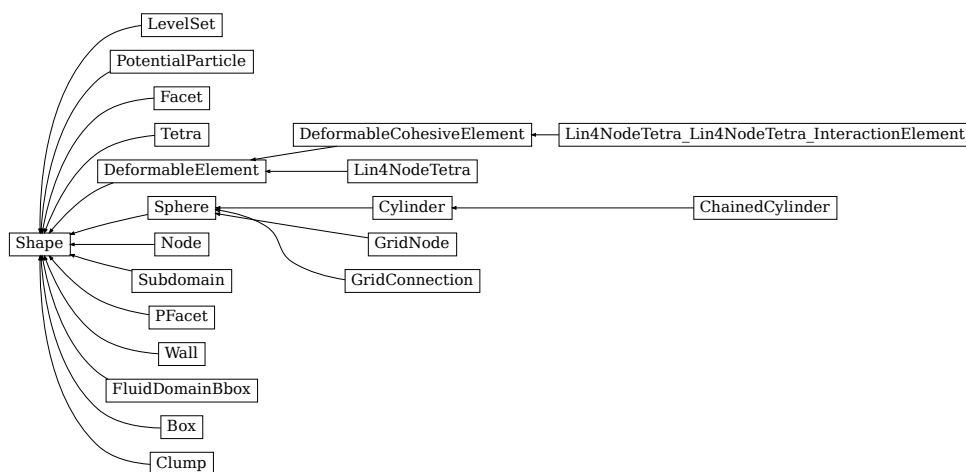 LevelSet
PotentialParticle
Facet
Tetra
DeformableCohesiveElement
Lin4NodeTetra_Lin4NodeTetra_InteractionElement
DeformableElement
Lin4NodeTetra
Sphere
Cylinder
ChainedCylinder
Shape
Node
GridNode
Subdomain
GridConnection
PFacet
Wall
FluidDomainBbox
Box
Clump